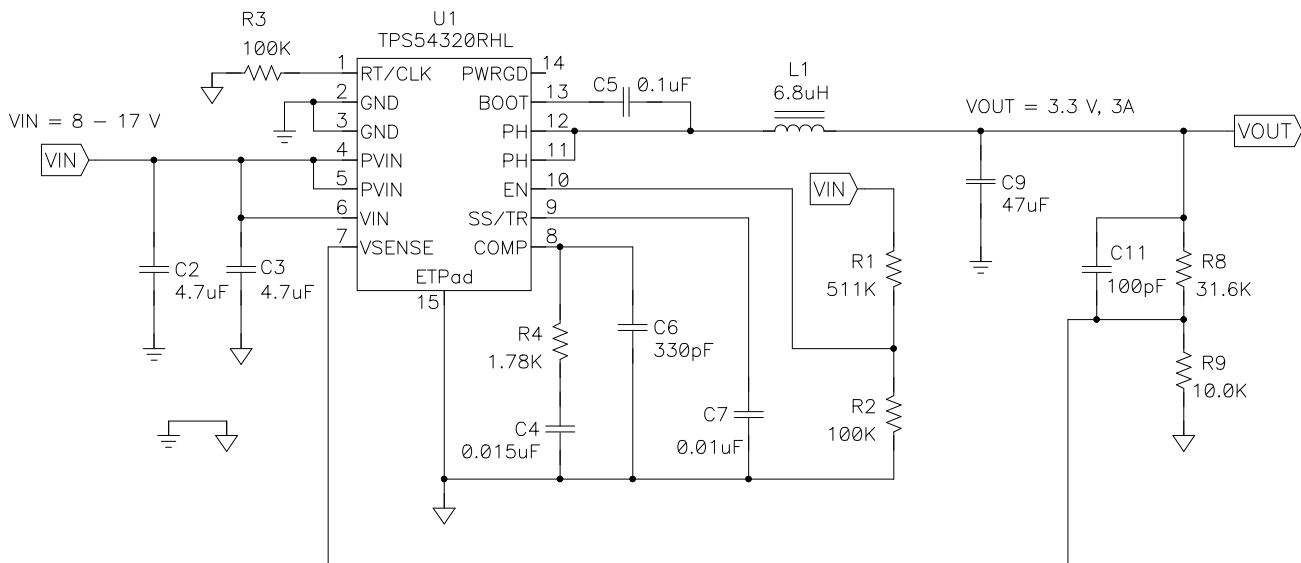 R3
100K
U1
TPS54320RHL
1
RT/CLK
PWRGD
14
2
GND
BOOT
13
3
GND
PH
12
4
PVIN
PH
11
5
PVIN
EN
10
6
VIN
SS/TR
9
7
VSENSE
COMP
8
ETPad
15
VIN = 8 – 17 V
VIN
C2
4.7uF
C3
4.7uF
C5
0.1uF
L1
6.8uH
VOUT = 3.3 V, 3A
VOUT
VIN
C9
47uF
R1
511K
C11
100pF
R8
31.6K
R4
1.78K
C6
330pF
R9
10.0K
C4
0.015uF
C7
0.01uF
R2
100K